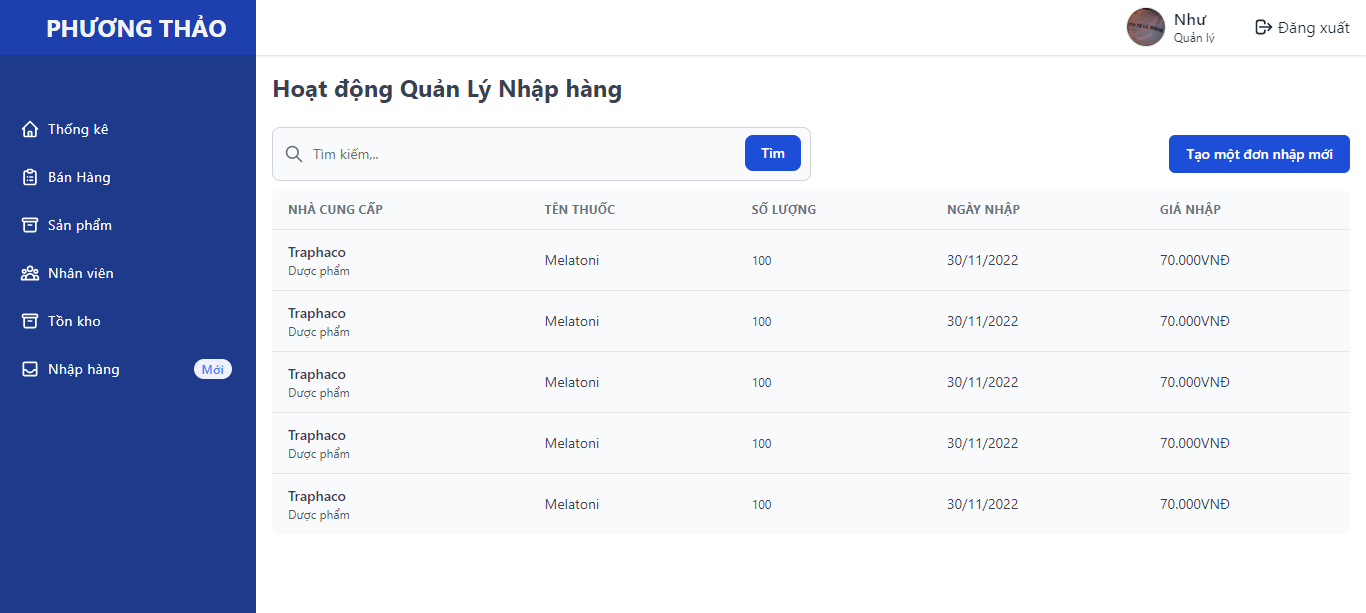 PHƯƠNG THẢO
Như
Quản lý
Đăng xuất
Thống kê
Bán Hàng
Sản phẩm
Nhân viên
Tồn kho
Nhập hàng Mới
Hoạt động Quản Lý Nhập hàng
Tìm kiếm,.. Tìm
Tạo một đơn nhập mới
NHÀ CUNG CẤP TÊN THUỐC SỐ LƯỢNG NGÀY NHẬP GIÁ NHẬP
Traphaco
Dược phẩm
Melatoni 100 30/11/2022 70.000VNĐ
Traphaco
Dược phẩm
Melatoni 100 30/11/2022 70.000VNĐ
Traphaco
Dược phẩm
Melatoni 100 30/11/2022 70.000VNĐ
Traphaco
Dược phẩm
Melatoni 100 30/11/2022 70.000VNĐ
Traphaco
Dược phẩm
Melatoni 100 30/11/2022 70.000VNĐ